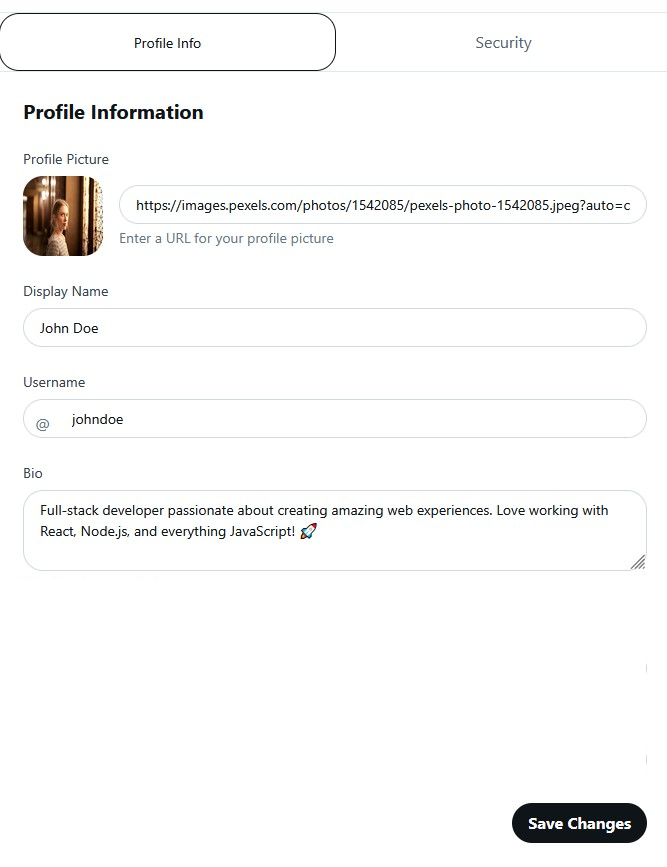 Profile Info
Security
Profile Information
Profile Picture
https://images.pexels.com/photos/1542085/pexels-photo-1542085.jpeg?auto=c
Enter a URL for your profile picture
Display Name
John Doe
Username
@ johndoe
Bio
Full-stack developer passionate about creating amazing web experiences. Love working with
React, Node.js, and everything JavaScript! 🚀
Save Changes